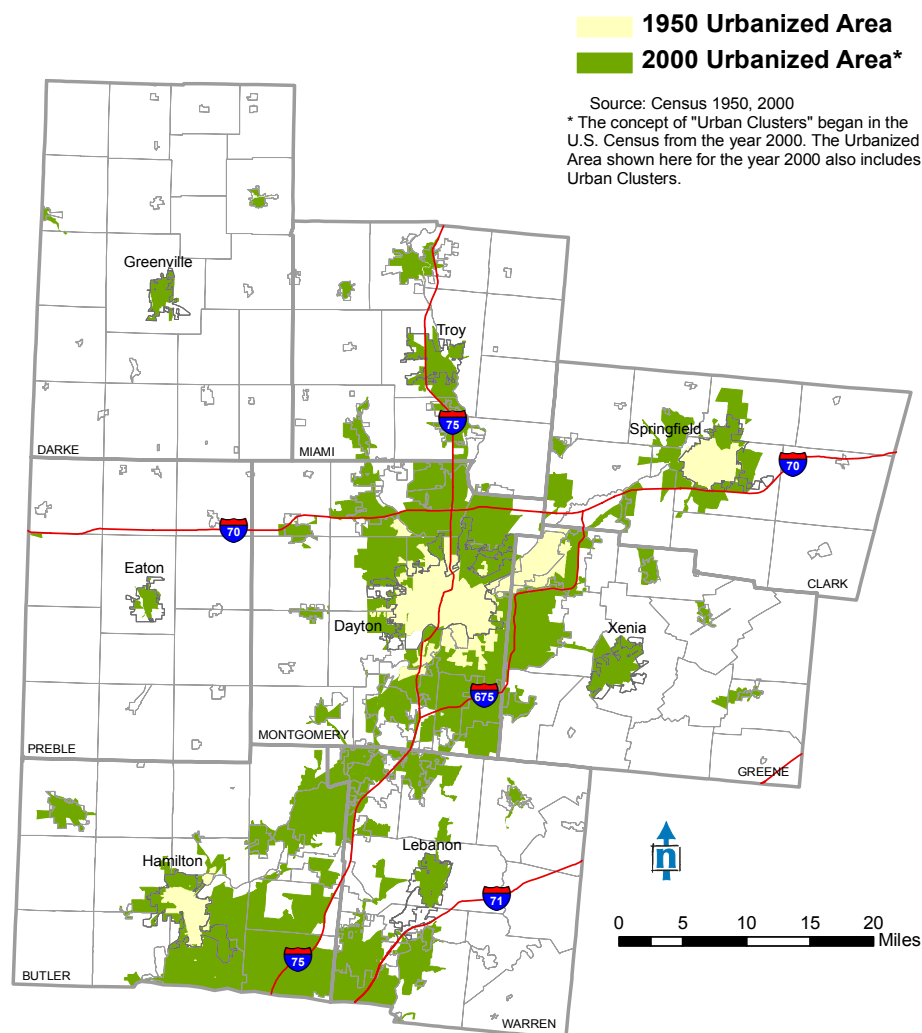 1950 Urbanized Area
2000 Urbanized Area*
Source: Census 1950, 2000
* The concept of "Urban Clusters" began in the
U.S. Census from the year 2000. The Urbanized
Area shown here for the year 2000 also includes
Urban Clusters.
Greenville
Troy
75
Springfield
70
DARKE
MIAMI
70
Eaton
CLARK
Dayton
Xenia
675
MONTGOMERY
PREBLE
GREENE
n
Lebanon
Hamilton
71
0 5 10 15 20
Miles
75
BUTLER
WARREN